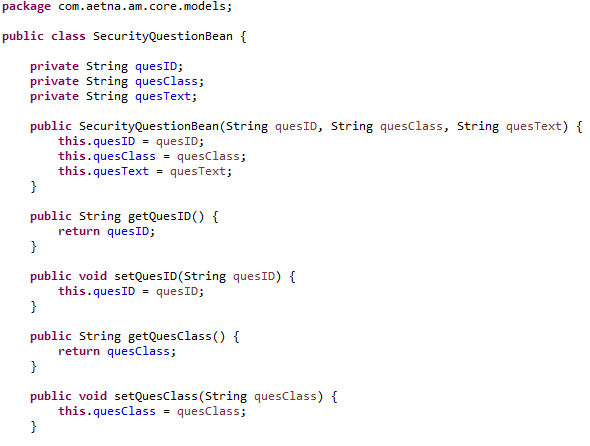 package com.aetna.am.core.models;
public class SecurityQuestionBean {
private String quesID;
private String quesClass;
private String quesText;
public SecurityQuestionBean(String quesID, String quesClass, String quesText) {
this.quesID = quesID;
this.quesClass = quesClass;
this.quesText = quesText;
}
public String getQuesID() {
return quesID;
}
public void setQuesID(String quesID) {
this.quesID = quesID;
}
public String getQuesClass() {
return quesClass;
}
public void setQuesClass(String quesClass) {
this.quesClass = quesClass;
}